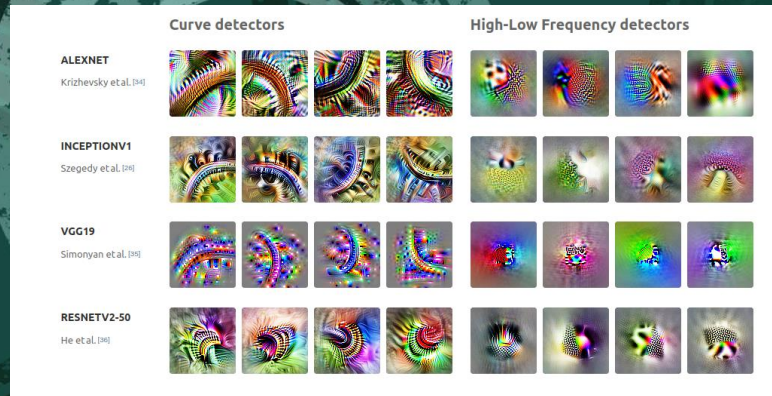 Curve detectors
High-Low Frequency detectors
ALEXNET
Krizhevsky et al. [34]
INCEPTIONV1
Szegedy et al. [26]
VGG19
Simonyan et al. [35]
RESNETV2-50
He et al. [36]